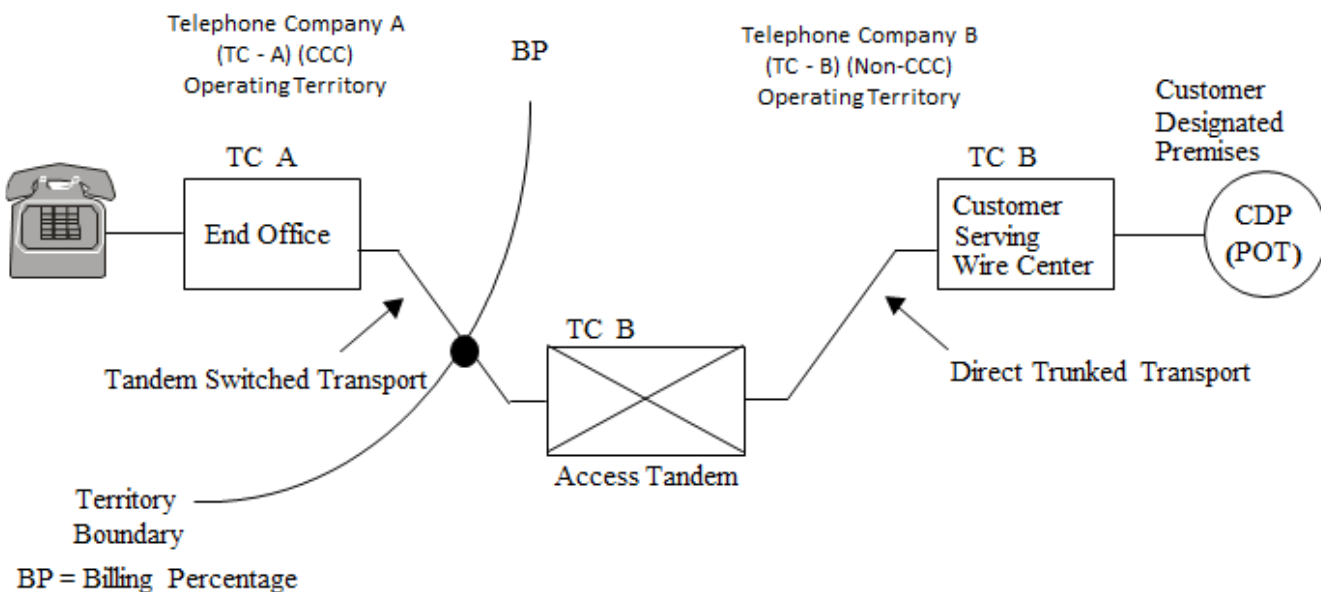 Telephone Company A
(TC - A) (CCC)
Operating Territory
BP
Telephone Company B
(TC - B) (Non-CCC)
Operating Territory
Customer
Designated
Premises
TC A
End Office
TC B
Customer
Serving
Wire Center
CDP
(POT)
TC B
Tandem Switched Transport
Direct Trunked Transport
Access Tandem
Territory
Boundary
BP = Billing Percentage